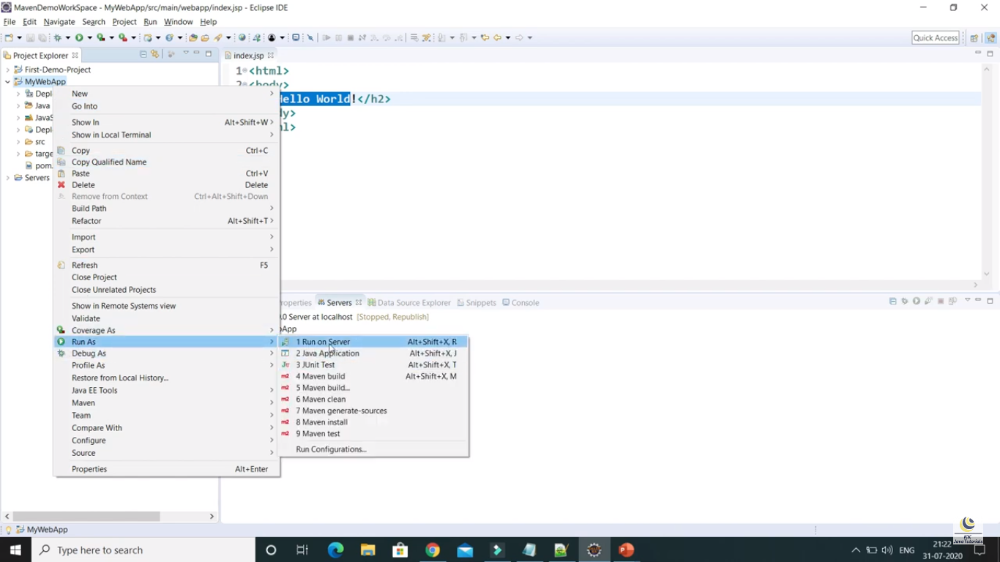 MavenDemoWorkSpace - MyWebApp/src/main/webapp/index.jsp - Eclipse IDE
File Edit Navigate Search Project Run Window Help
Quick Access
Project Explorer
index.jsp
First-Demo-Project
MyWebApp
Depl
Java
JavaS
Depl
src
targe
pom.
Servers
1 <html>
2 <body>
ello World!</h2>
dy>
ml>
New
Go Into
Show In Alt+Shift+W >
Show in Local Terminal >
Copy Ctrl+C
Copy Qualified Name
Paste Ctrl+V
Delete Delete
Remove from Context Ctrl+Alt+Shift+Down
Build Path >
Refactor Alt+Shift+T >
Import >
Export >
Refresh F5
Close Project
Close Unrelated Projects
Show in Remote Systems view
Validate
Coverage As >
Run As >
Debug As >
Profile As >
Restore from Local History...
Java EE Tools >
Maven >
Team >
Compare With >
Configure >
Source >
Properties Alt+Enter
roperties Servers Data Source Explorer Snippets Console
.0 Server at localhost [Stopped, Republish]
App
1 Run on Server Alt+Shift+X, R
2 Java Application Alt+Shift+X, J
3 JUnit Test Alt+Shift+X, T
4 Maven build Alt+Shift+X, M
5 Maven build...
6 Maven clean
7 Maven generate-sources
8 Maven install
9 Maven test
Run Configurations...
MyWebApp
KK
JavaTutorials
Type here to search
ENG
21:22
31-07-2020